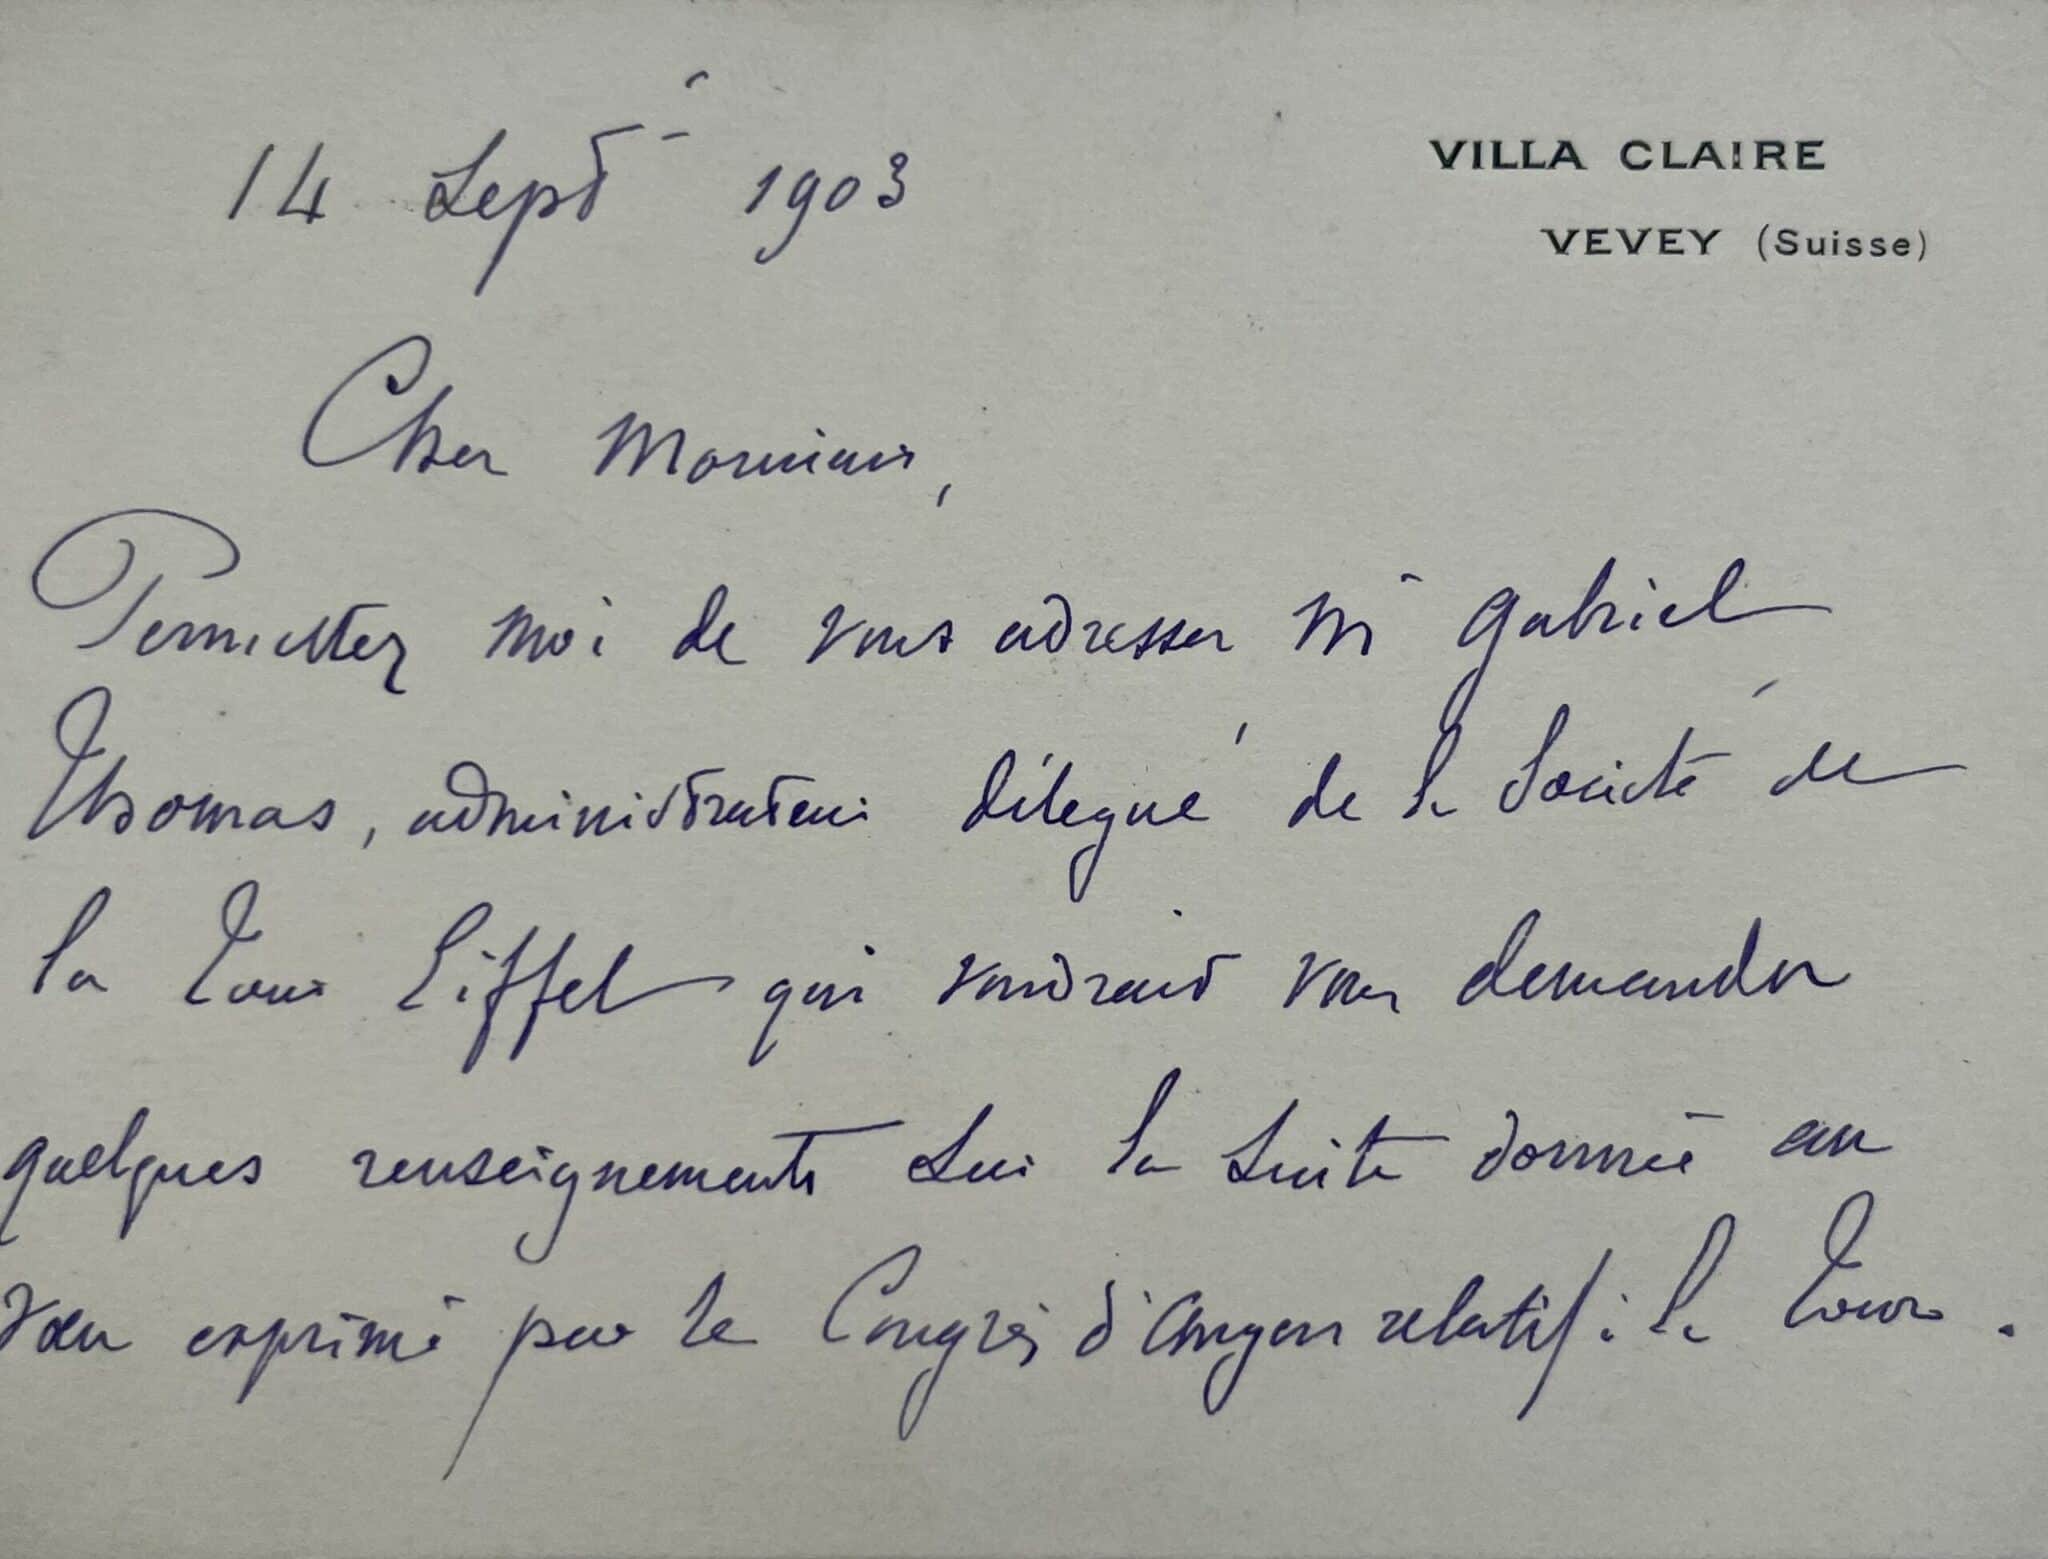 14 Sept 1903
VILLA CLAIRE
VEVEY (Suisse)
Cher Monsieur,
Permettez moi de vous adresser Mr Gabriel
Thomas, administrateur délégué de la Société de
la Tour Eiffel qui voudrait vous demander
quelques renseignements sur la suite donnée au
vœu exprimé par le Congrès d'Angers relatif à la Tour.